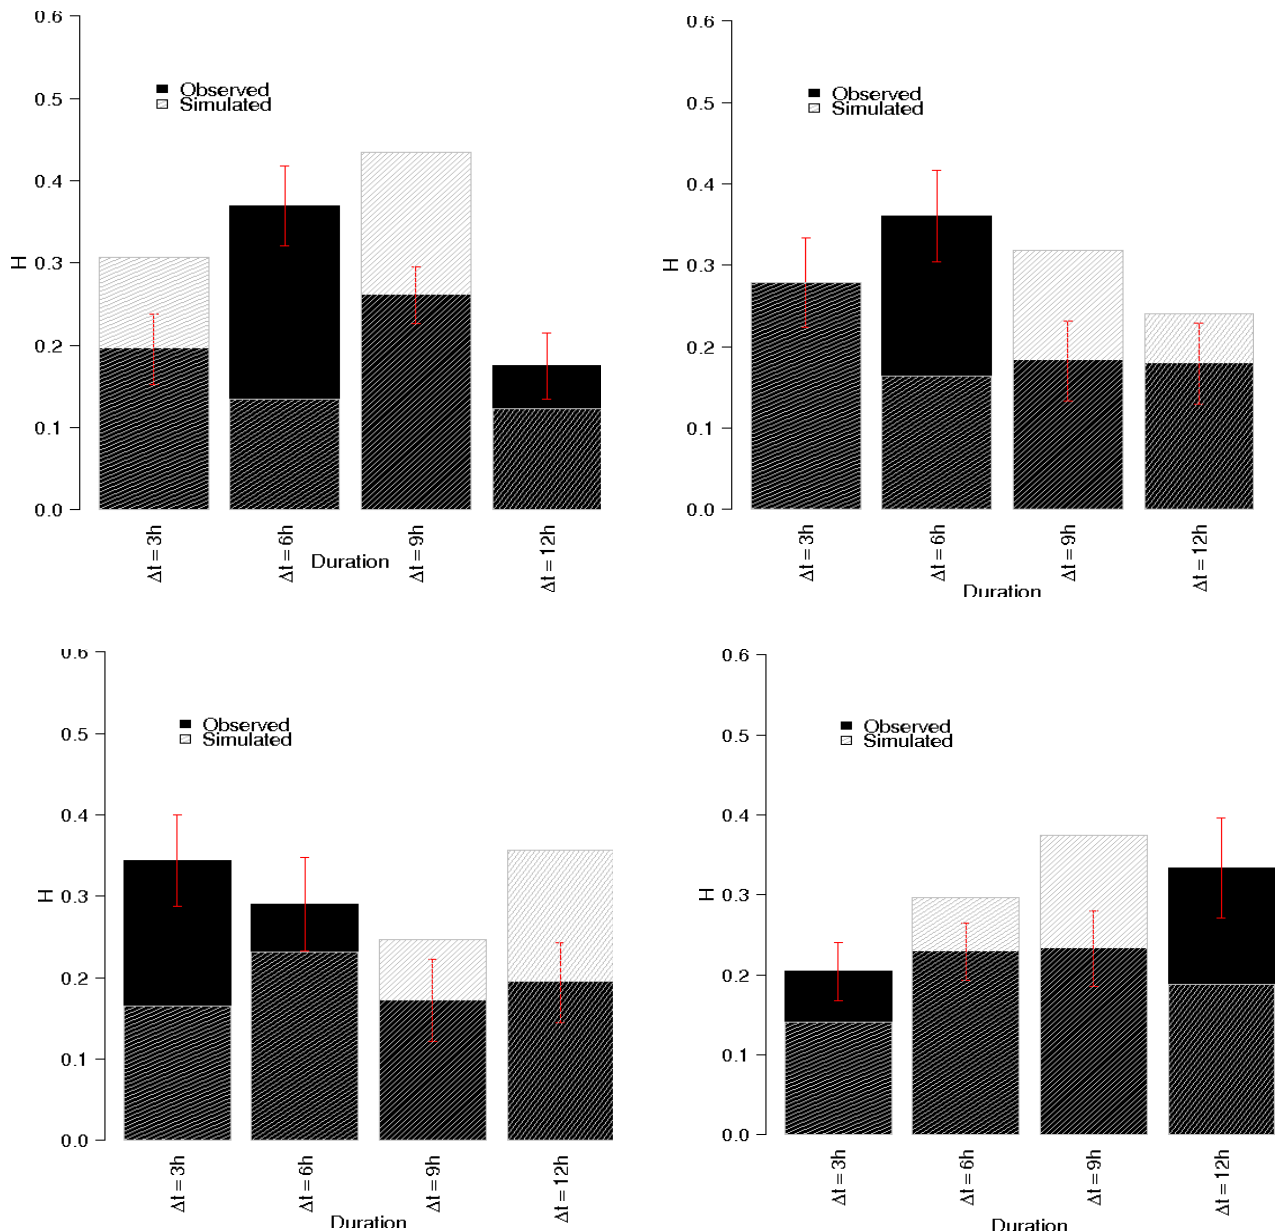 0.6
0.5
0.4
0.3
0.2
0.1
0.0
H
Observed
Simulated
Δt = 3h
Δt = 6h
Δt = 9h
Δt = 12h
Duration
0.6
0.5
0.4
0.3
0.2
0.1
0.0
H
Observed
Simulated
Δt = 3h
Δt = 6h
Δt = 9h
Δt = 12h
Duration
0.6
0.5
0.4
0.3
0.2
0.1
0.0
H
Observed
Simulated
Δt = 3h
Δt = 6h
Δt = 9h
Δt = 12h
Duration
0.6
0.5
0.4
0.3
0.2
0.1
0.0
H
Observed
Simulated
Δt = 3h
Δt = 6h
Δt = 9h
Δt = 12h
Duration